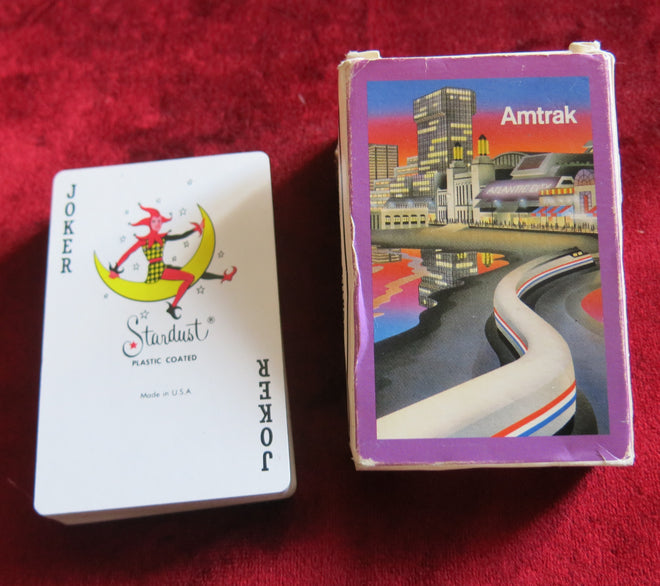 JOKER
Stardust®
PLASTIC COATED
Made in U.S.A
JOKER
Amtrak